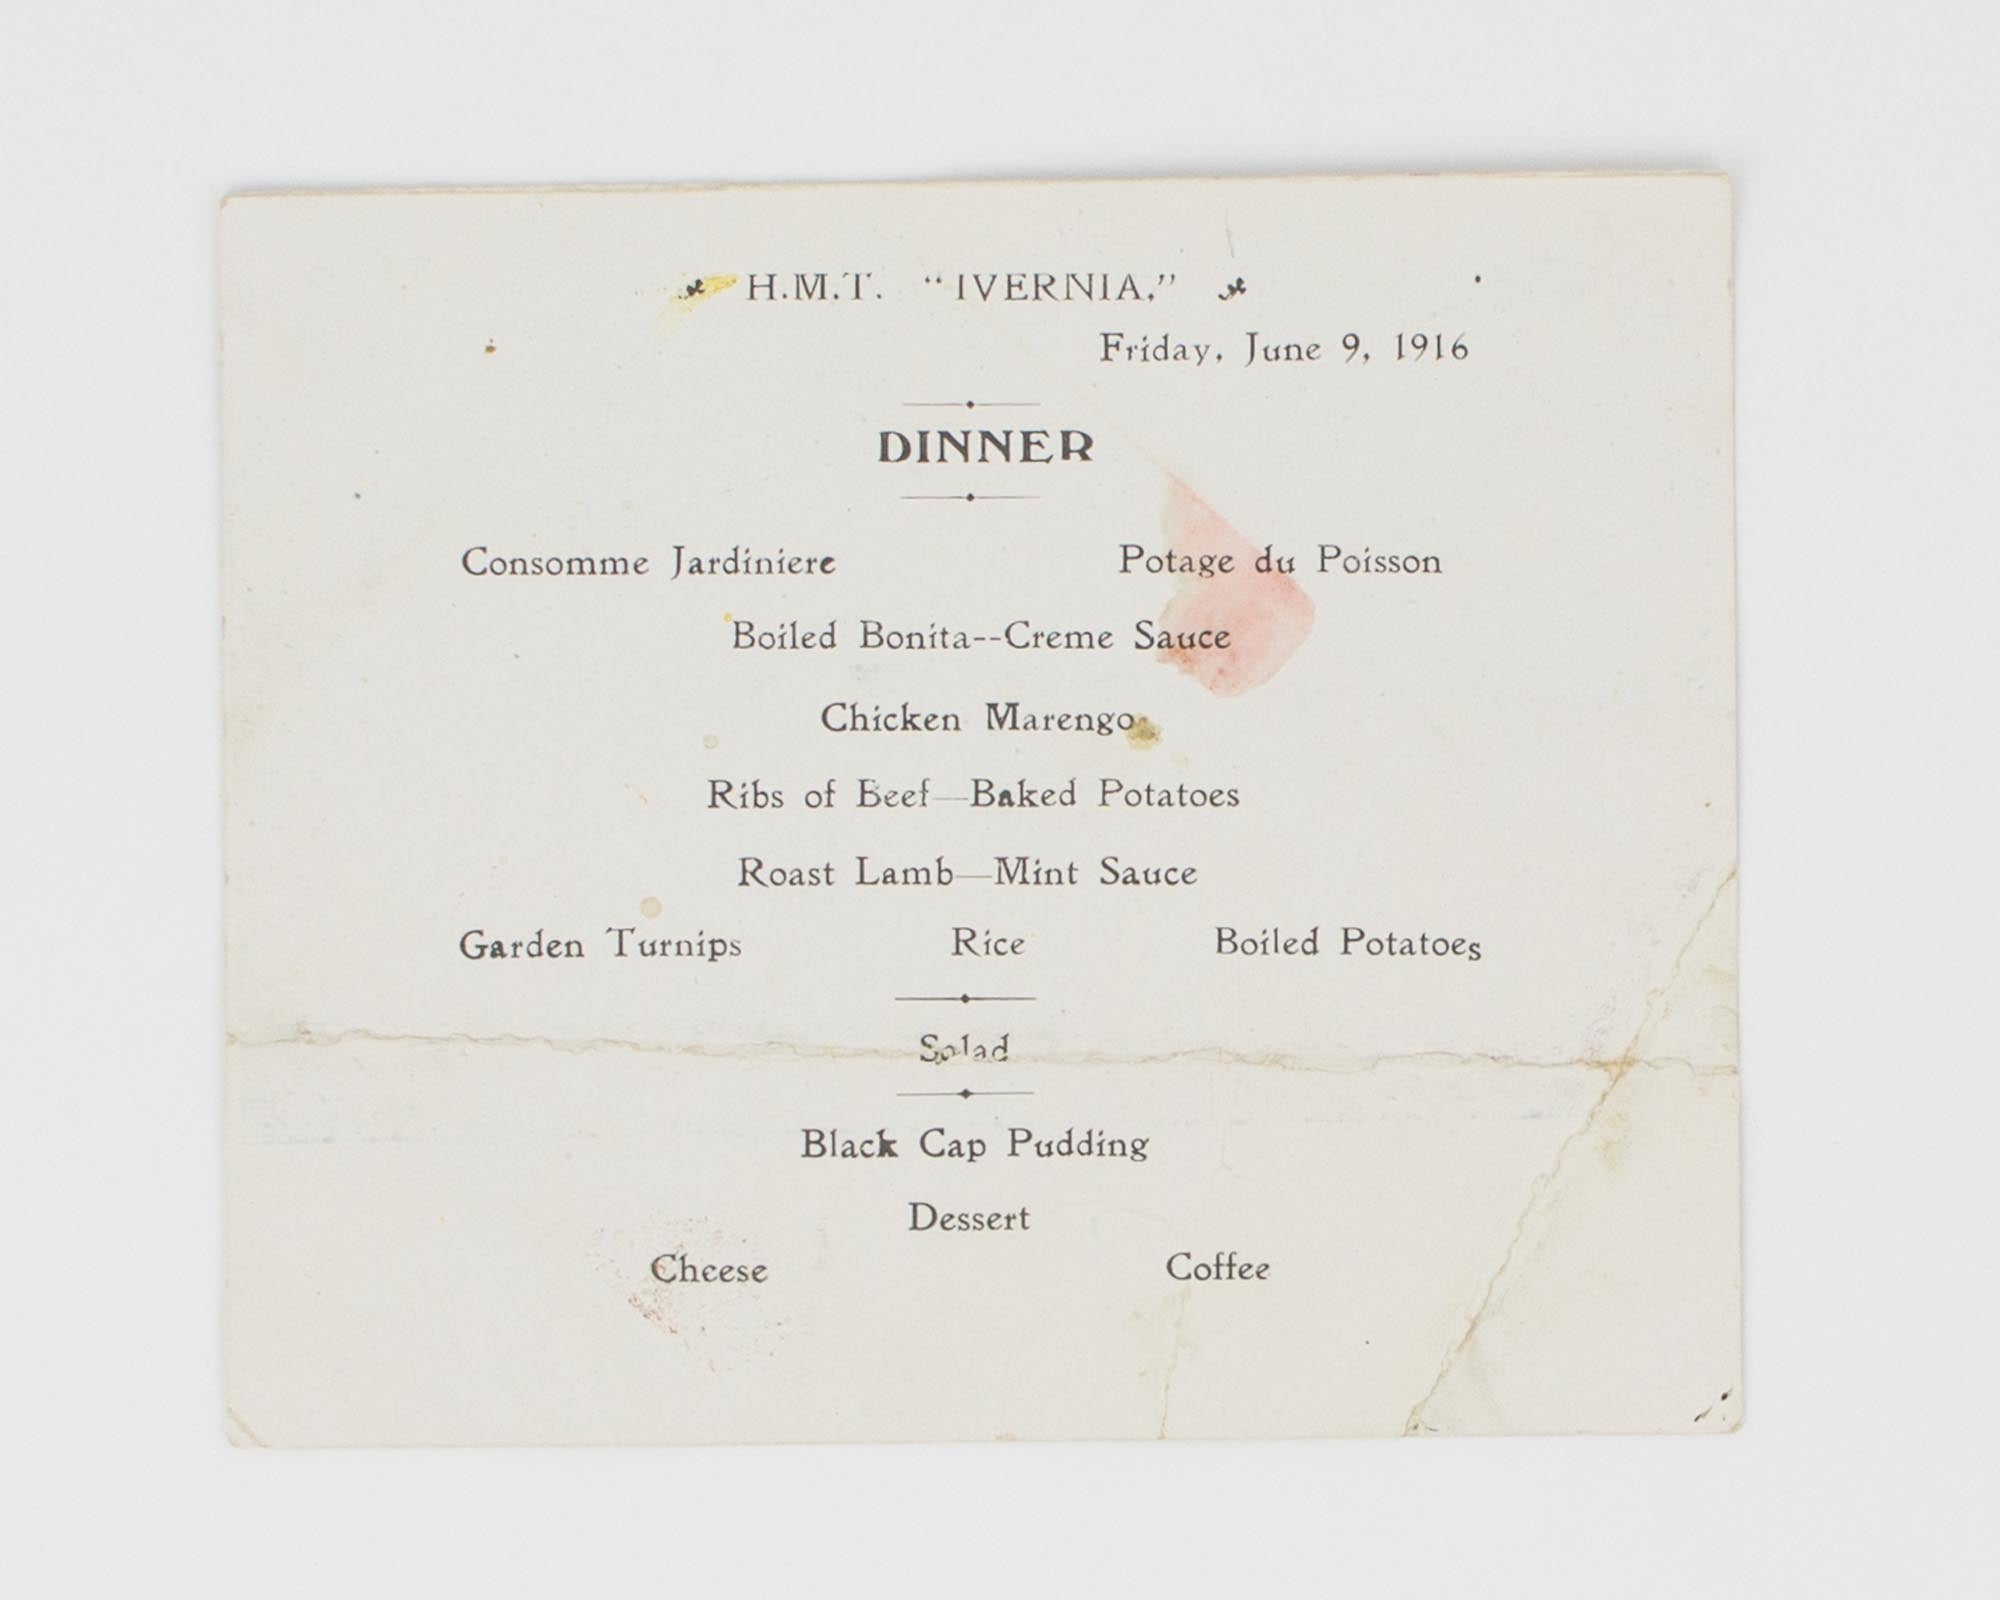 H.M.T. "IVERNIA."
Friday, June 9, 1916
DINNER
Consomme Jardiniere Potage du Poisson
Boiled Bonita--Creme Sauce
Chicken Marengo
Ribs of Beef—Baked Potatoes
Roast Lamb—Mint Sauce
Garden Turnips Rice Boiled Potatoes
Salad
Black Cap Pudding
Dessert
Cheese Coffee